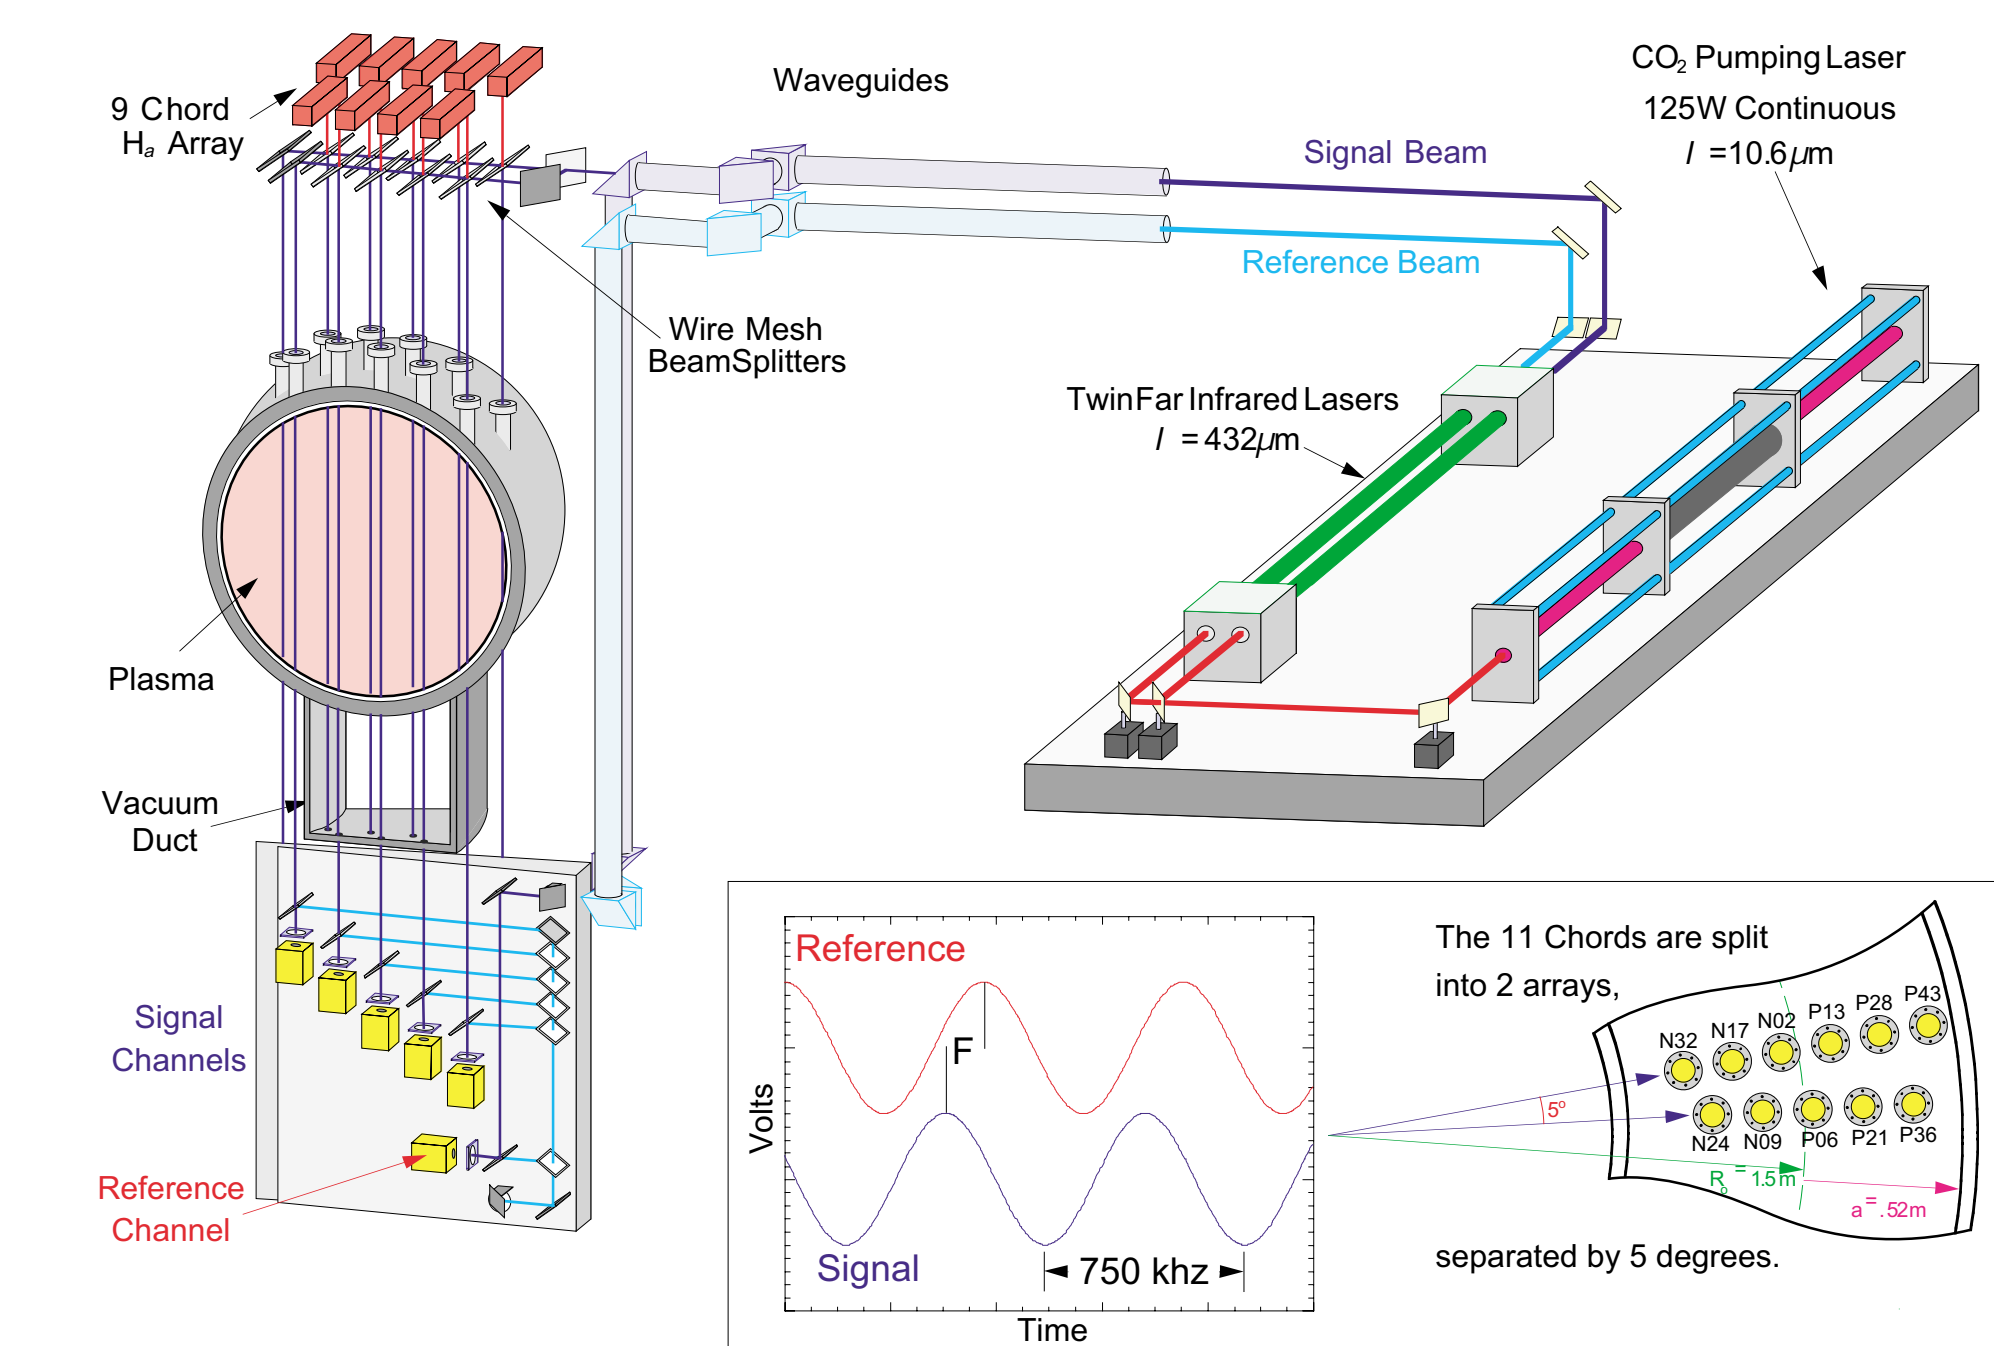 9 Chord
Ha Array
Waveguides
CO2 Pumping Laser
125W Continuous
l =10.6µm
Signal Beam
Reference Beam
Wire Mesh
BeamSplitters
TwinFar Infrared Lasers
l =432µm
Plasma
Vacuum
Duct
Signal
Channels
Reference
Channel
Reference
F
Signal
750 khz
Volts
Time
The 11 Chords are split
into 2 arrays,
N32 N17 N02 P13 P28 P43
N24 N09 P06 P21 P36
5o
Ro = 1.5m
a = .52m
separated by 5 degrees.